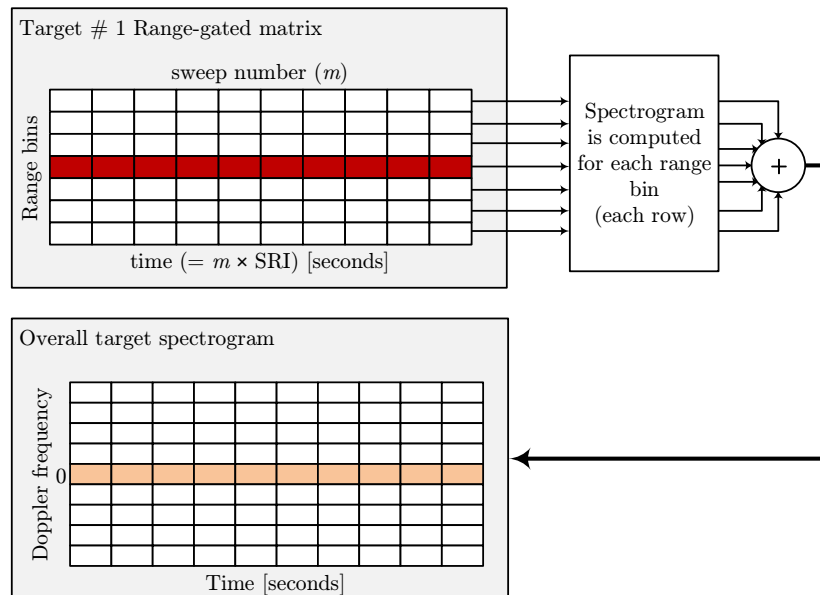 Target # 1 Range-gated matrix
sweep number (m)
Range bins
time (= m × SRI) [seconds]
Spectrogram
is computed
for each range
bin
(each row)
+
Overall target spectrogram
Doppler frequency
0
Time [seconds]